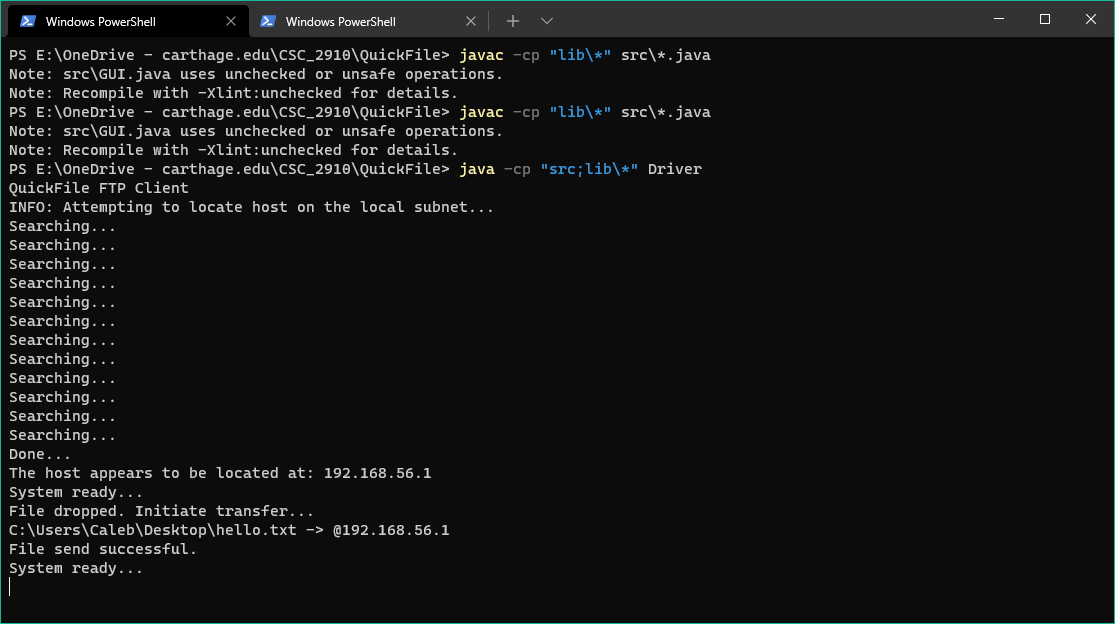 Windows PowerShell
Windows PowerShell
PS E:\OneDrive - carthage.edu\CSC_2910\QuickFile> javac -cp "lib\*" src\*.java
Note: src\GUI.java uses unchecked or unsafe operations.
Note: Recompile with -Xlint:unchecked for details.
PS E:\OneDrive - carthage.edu\CSC_2910\QuickFile> javac -cp "lib\*" src\*.java
Note: src\GUI.java uses unchecked or unsafe operations.
Note: Recompile with -Xlint:unchecked for details.
PS E:\OneDrive - carthage.edu\CSC_2910\QuickFile> java -cp "src;lib\*" Driver
QuickFile FTP Client
INFO: Attempting to locate host on the local subnet...
Searching...
Searching...
Searching...
Searching...
Searching...
Searching...
Searching...
Searching...
Searching...
Searching...
Searching...
Searching...
Done...
The host appears to be located at: 192.168.56.1
System ready...
File dropped. Initiate transfer...
C:\Users\Caleb\Desktop\hello.txt -> @192.168.56.1
File send successful.
System ready...